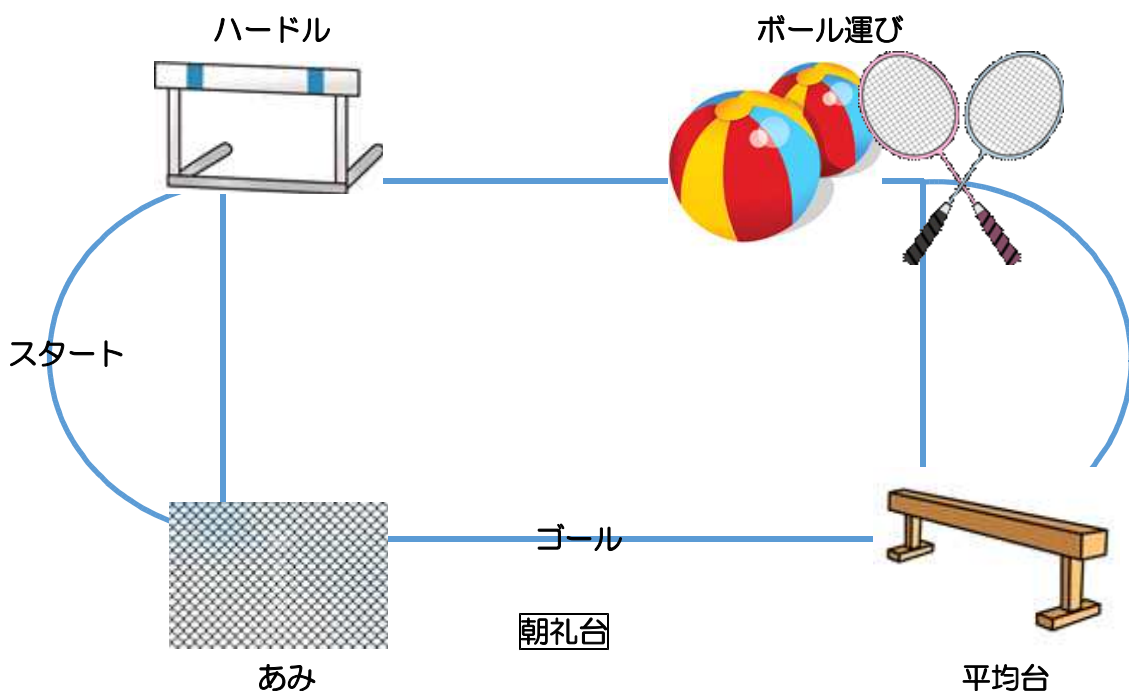 ハードル
ボール運び
スタート
ゴール
朝礼台
あみ
平均台